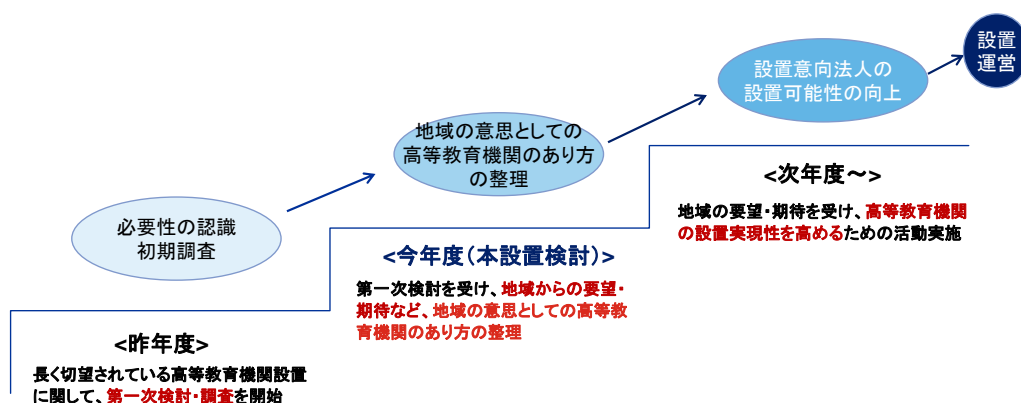 設置
運営
設置意向法人の
設置可能性の向上
地域の意思としての
高等教育機関のあり方
の整理
必要性の認識
初期調査
<次年度～>
地域の要望・期待を受け、高等教育機関
の設置実現性を高めるための活動実施
<今年度(本設置検討)>
第一次検討を受け、地域からの要望・
期待など、地域の意思としての高等教
育機関のあり方の整理
<昨年度>
長く切望されている高等教育機関設置
に関して、第一次検討・調査を開始